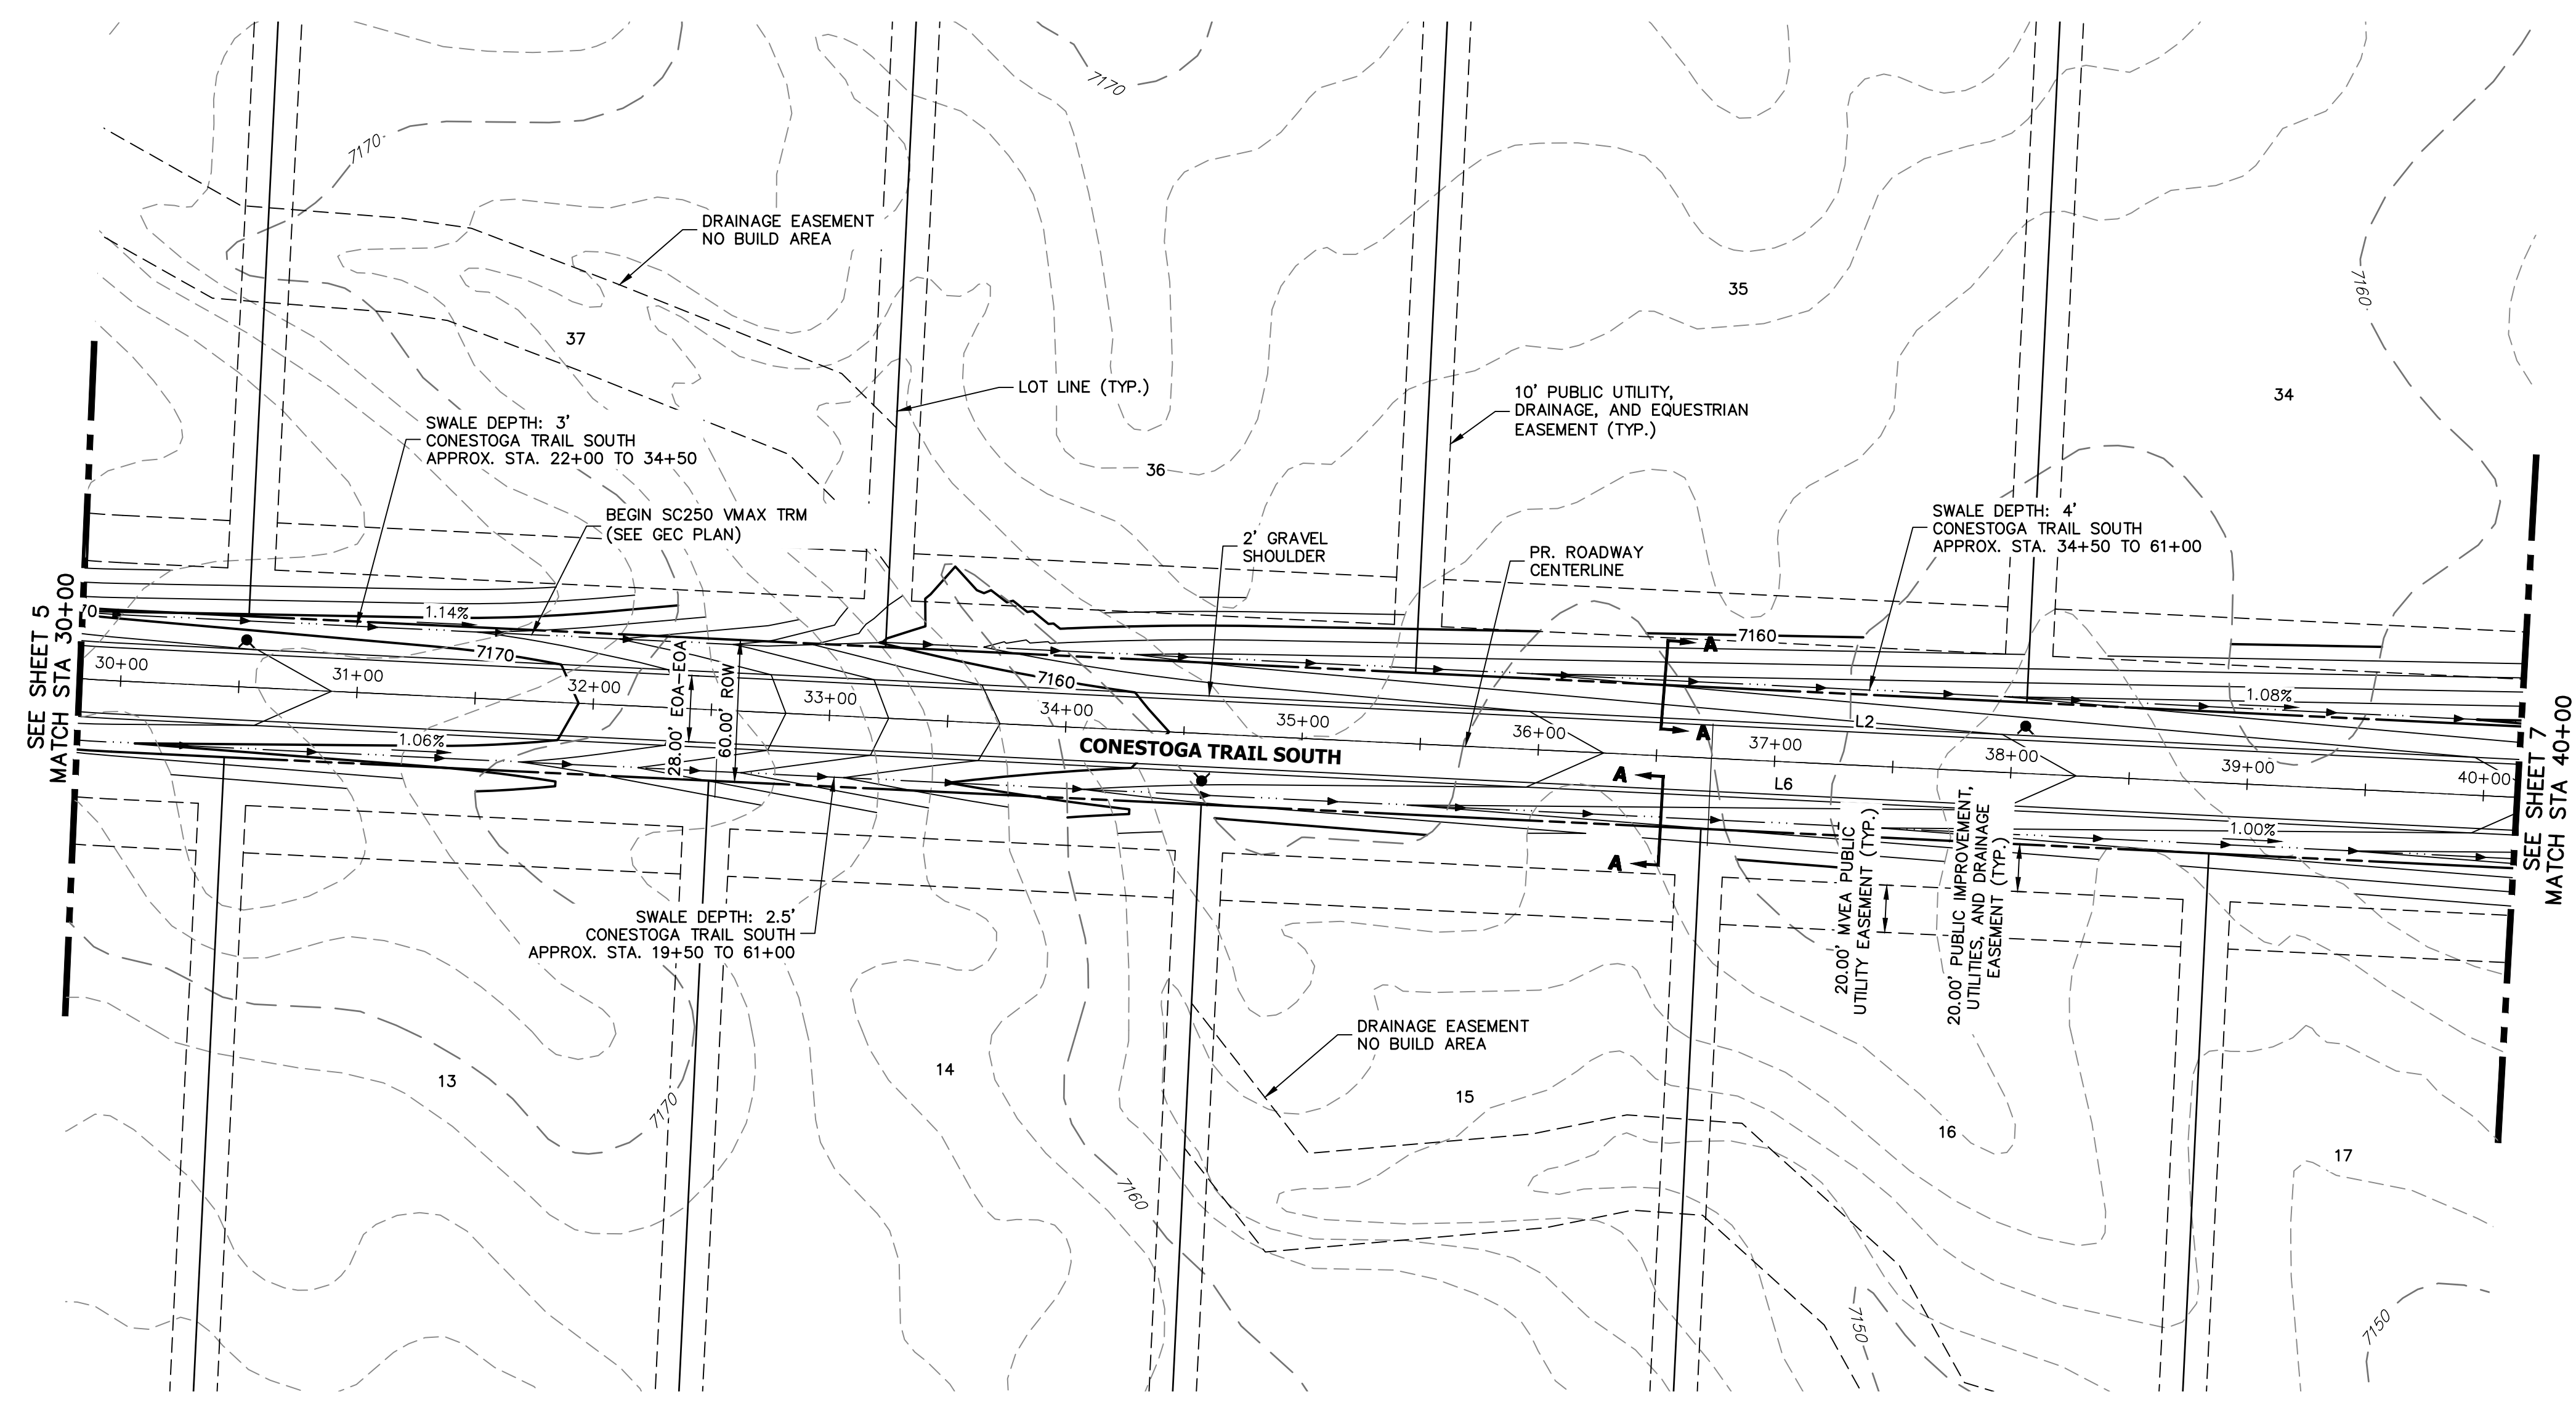 7170
7170
DRAINAGE EASEMENT
NO BUILD AREA
35
7160
37
LOT LINE (TYP.)
10' PUBLIC UTILITY,
DRAINAGE, AND EQUESTRIAN
EASEMENT (TYP.)
34
SWALE DEPTH: 3'
CONESTOGA TRAIL SOUTH
APPROX. STA. 22+00 TO 34+50
36
BEGIN SC250 VMAX TRM
(SEE GEC PLAN)
2' GRAVEL
SHOULDER
PR. ROADWAY
CENTERLINE
SWALE DEPTH: 4'
CONESTOGA TRAIL SOUTH
APPROX. STA. 34+50 TO 61+00
SEE SHEET 5
MATCH STA 30+00
70
1.14%
7170
7160
7160
A
A
1.08%
L2
30+00
31+00
32+00
33+00
34+00
35+00
36+00
37+00
38+00
39+00
40+00
28.00' EOA-EOA
60.00' ROW
1.06%
CONESTOGA TRAIL SOUTH
A
A
L6
1.00%
SEE SHEET 7
MATCH STA 40+00
20.00' MVEA PUBLIC
UTILITY EASEMENT (TYP.)
20.00' PUBLIC IMPROVEMENT,
UTILITIES, AND DRAINAGE
EASEMENT (TYP.)
SWALE DEPTH: 2.5'
CONESTOGA TRAIL SOUTH
APPROX. STA. 19+50 TO 61+00
DRAINAGE EASEMENT
NO BUILD AREA
13
14
15
16
17
7170
7160
7150
7150